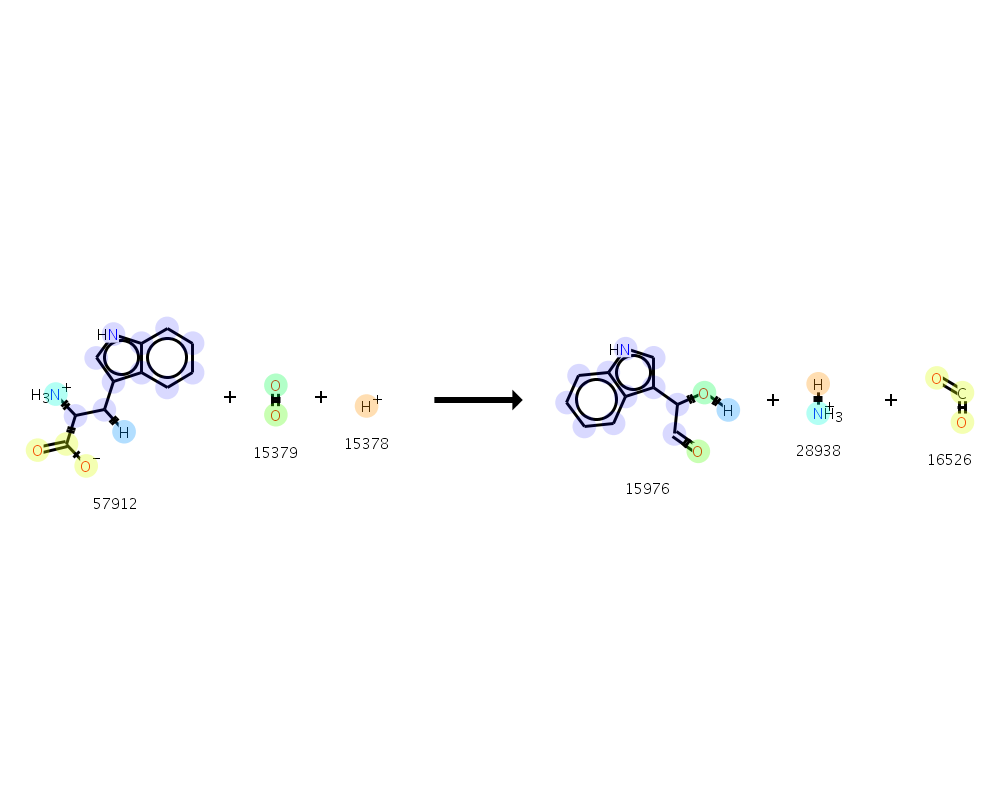 HN
H3N+
H
O
O−
57912
+
O
O
15379
+
H+
15378
HN
O
H
O
15976
+
H
NH3+
28938
+
O
C
O
16526